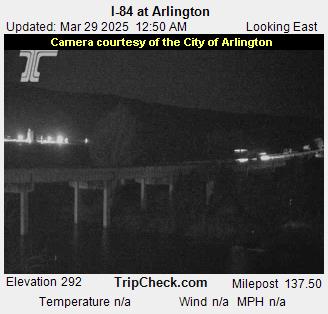 I-84 at Arlington
Updated: Mar 29 2025 12:50 AM Looking East
Camera courtesy of the City of Arlington
Elevation 292 TripCheck.com Milepost 137.50
Temperature n/a Wind n/a MPH n/a